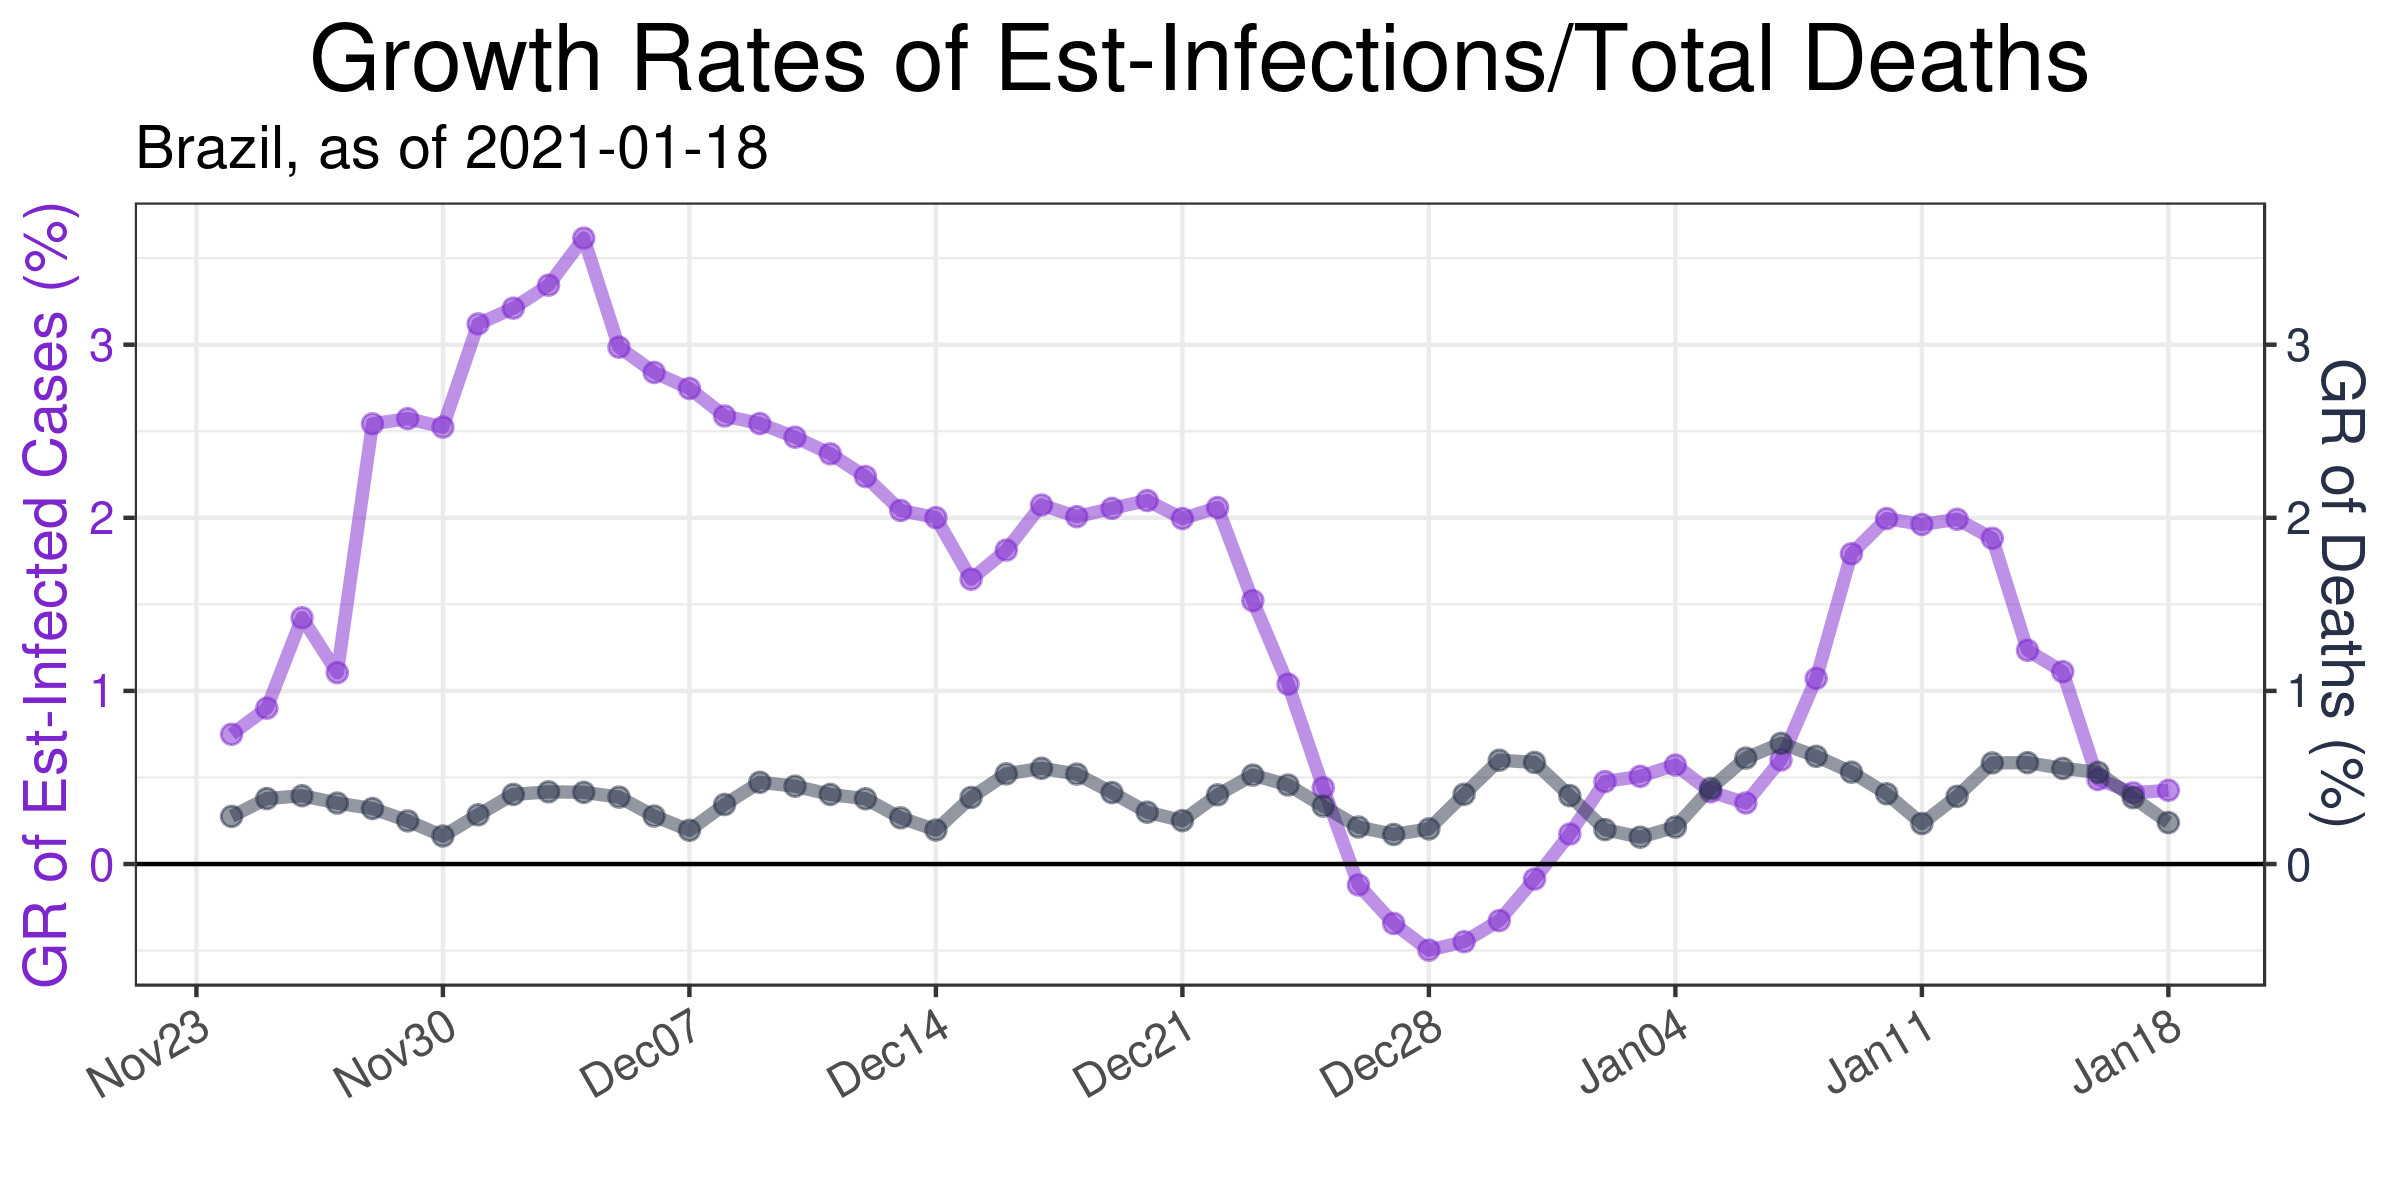 Growth Rates of Est-Infections/Total Deaths
Brazil, as of 2021-01-18
GR of Est-Infected Cases (%)
3
2
1
0
3
2
1
0
GR of Deaths (%)
Nov23
Nov30
Dec07
Dec14
Dec21
Dec28
Jan04
Jan11
Jan18